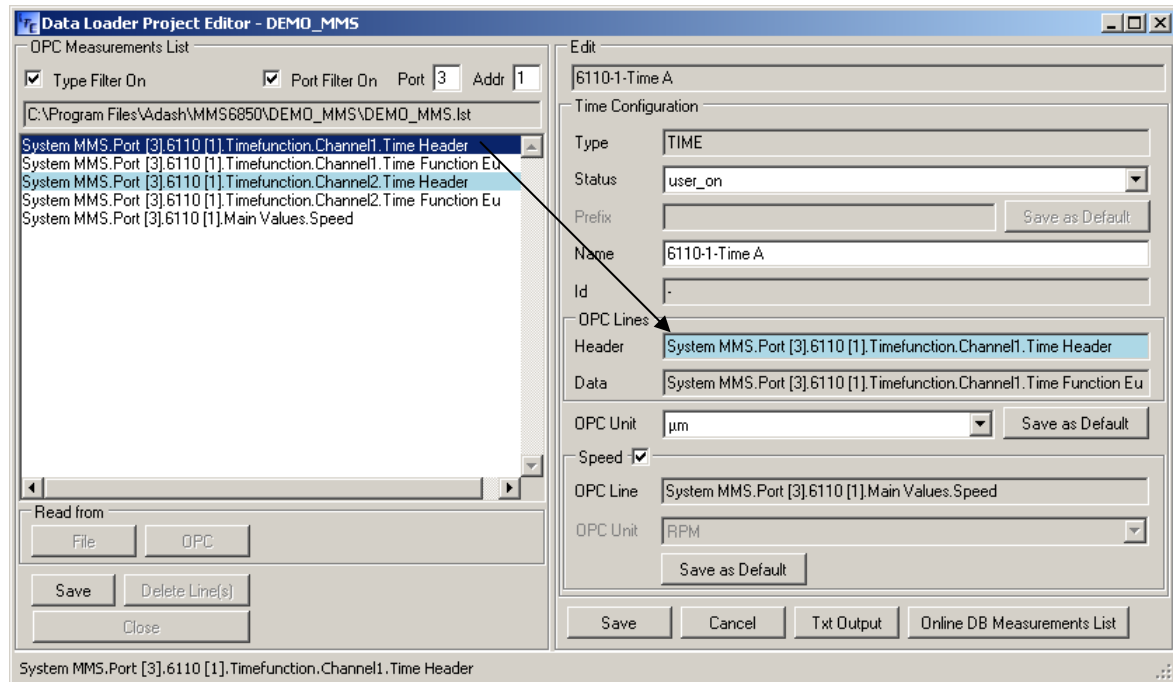 Data Loader Project Editor - DEMO_MMS
OPC Measurements List
Type Filter On Port Filter On Port 3 Addr 1
C:\Program Files\Adash\MMS6850\DEMO_MMS\DEMO_MMS.lst
System MMS.Port [3].6110 [1].Timefunction.Channel1.Time Header
System MMS.Port [3].6110 [1].Timefunction.Channel1.Time Function Eu
System MMS.Port [3].6110 [1].Timefunction.Channel2.Time Header
System MMS.Port [3].6110 [1].Timefunction.Channel2.Time Function Eu
System MMS.Port [3].6110 [1].Main Values.Speed
Read from
File OPC
Save Delete Line(s)
Close
Edit
6110-1-Time A
Time Configuration
Type TIME
Status user_on
Prefix Save as Default
Name 6110-1-Time A
Id -
OPC Lines
Header System MMS.Port [3].6110 [1].Timefunction.Channel1.Time Header
Data System MMS.Port [3].6110 [1].Timefunction.Channel1.Time Function Eu
OPC Unit µm Save as Default
Speed
OPC Line System MMS.Port [3].6110 [1].Main Values.Speed
OPC Unit RPM
Save as Default
Save Cancel Txt Output Online DB Measurements List
System MMS.Port [3].6110 [1].Timefunction.Channel1.Time Header